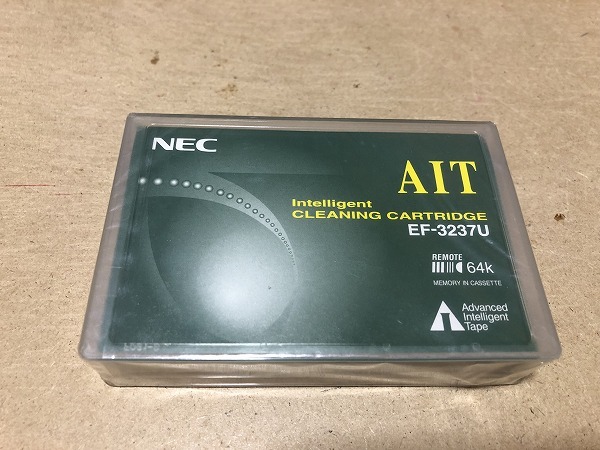 NEC
AIT
Intelligent
CLEANING CARTRIDGE
EF-3237U
REMOTE
64k
MEMORY IN CASSETTE
Advanced
Intelligent
Tape